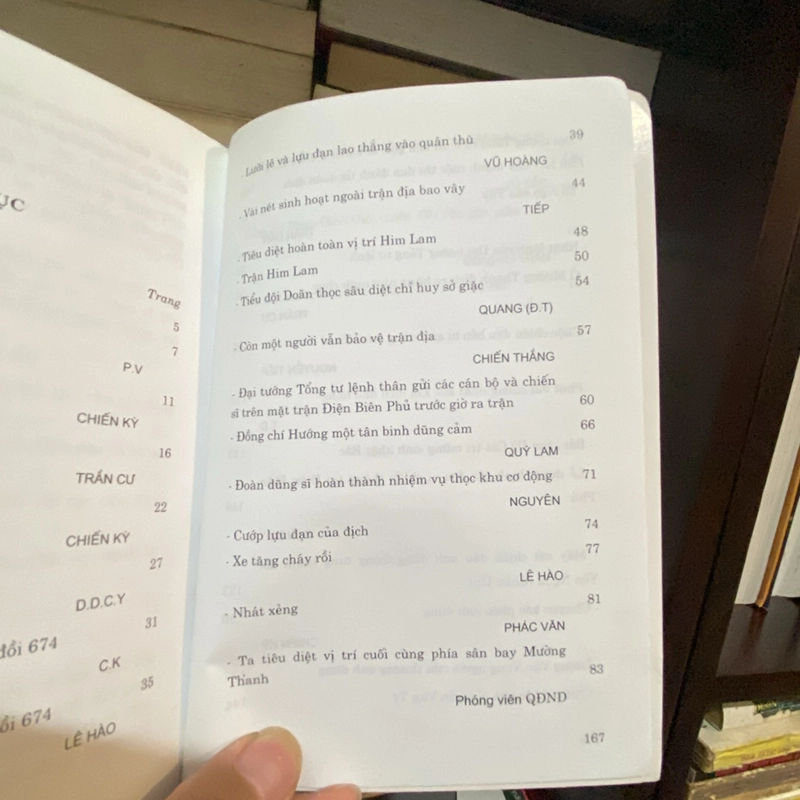 ỤC
Trang
5
7
P.V
11
CHIẾN KỲ
16
TRẦN CƯ
22
CHIẾN KỲ
27
D.D.C.Y
31
đồi 674
C.K
35
đồi 674
LÊ HÀO
. Lưỡi lê và lựu đạn lao thẳng vào quân thù 39
VŨ HOÀNG
. Vài nét sinh hoạt ngoài trận địa bao vây 44
TIẾP
. Tiêu diệt hoàn toàn vị trí Him Lam 48
. Trận Him Lam 50
. Tiểu đội Doãn thọc sâu diệt chỉ huy sở giặc 54
QUANG (Đ.T)
. Còn một người vẫn bảo vệ trận địa 57
CHIẾN THẮNG
- Đại tướng Tổng tư lệnh thân gửi các cán bộ và chiến
sĩ trên mặt trận Điện Biên Phủ trước giờ ra trận 60
- Đồng chí Hướng một tân binh dũng cảm 66
QUÝ LAM
- Đoàn dũng sĩ hoàn thành nhiệm vụ thọc khu cơ động 71
NGUYÊN
- Cướp lựu đạn của địch 74
- Xe tăng cháy rồi 77
LÊ HÀO
- Nhát xẻng 81
PHÁC VĂN
- Ta tiêu diệt vị trí cuối cùng phía sân bay Mường
Thanh 83
Phóng viên QĐND
167